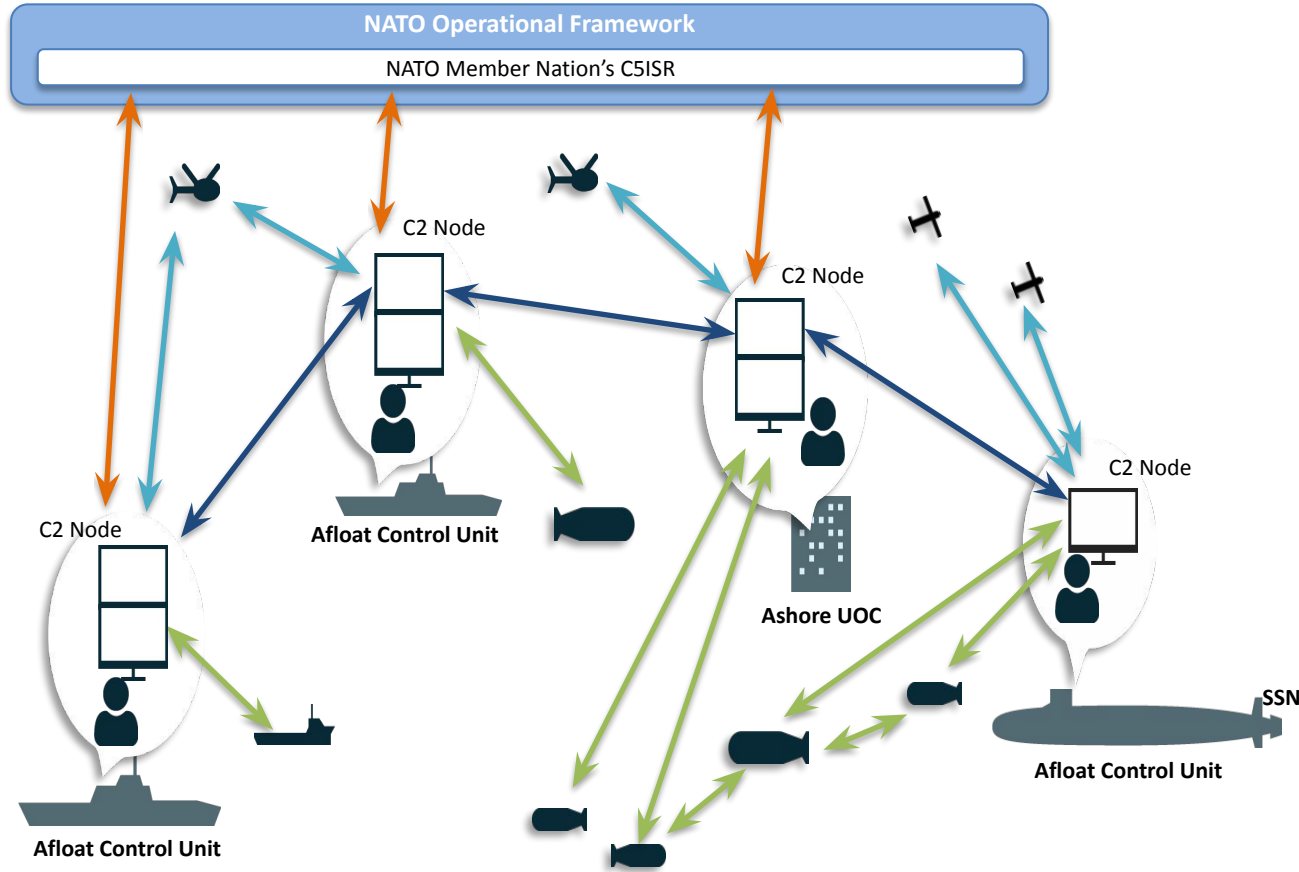 NATO Operational Framework
NATO Member Nation's C5ISR
C2 Node
C2 Node
C2 Node
C2 Node
Afloat Control Unit
Ashore UOC
SSN
Afloat Control Unit
Afloat Control Unit